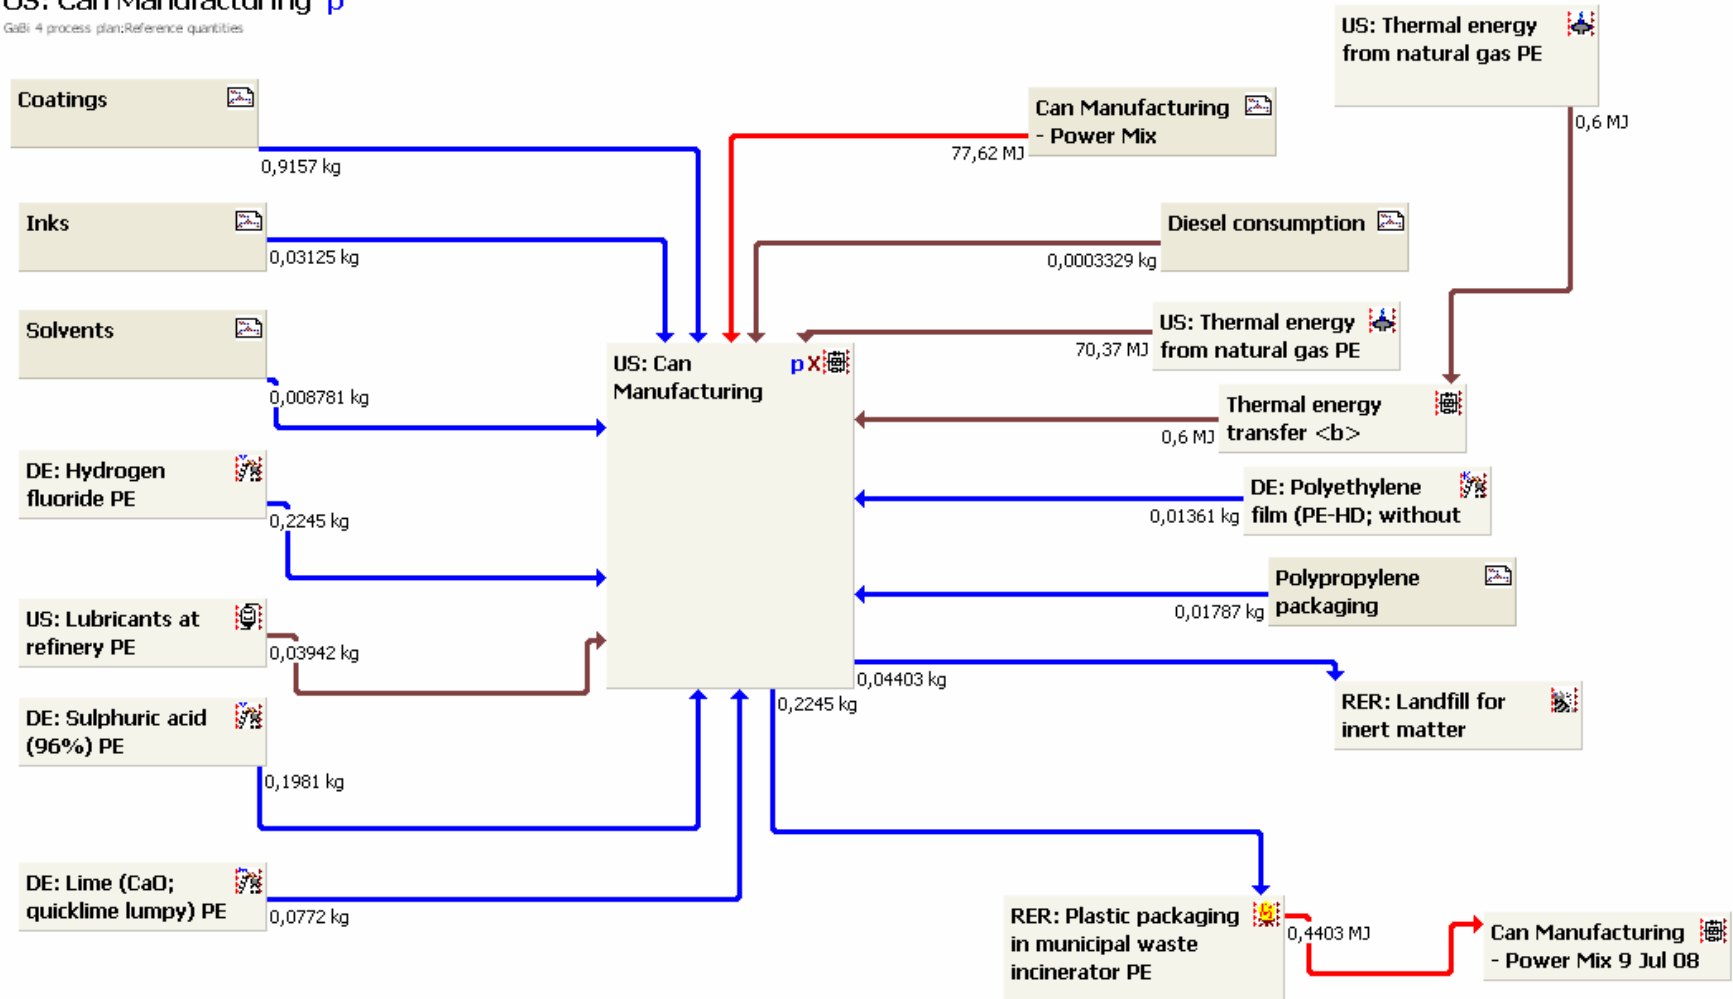 US: Can Manufacturing p
GaBi 4 process plan:Reference quantities
US: Thermal energy
from natural gas PE
0,6 MJ
Coatings
0,9157 kg
Can Manufacturing
- Power Mix
77,62 MJ
Inks
0,03125 kg
Diesel consumption
0,0003329 kg
Solvents
0,008781 kg
US: Thermal energy
from natural gas PE
70,37 MJ
US: Can
Manufacturing
p X
Thermal energy
transfer <b>
0,6 MJ
DE: Hydrogen
fluoride PE
0,2245 kg
DE: Polyethylene
film (PE-HD; without
0,01361 kg
Polypropylene
packaging
0,01787 kg
US: Lubricants at
refinery PE
0,03942 kg
0,04403 kg
0,2245 kg
RER: Landfill for
inert matter
DE: Sulphuric acid
(96%) PE
0,1981 kg
DE: Lime (CaO;
quicklime lumpy) PE
0,0772 kg
RER: Plastic packaging
in municipal waste
incinerator PE
0,4403 MJ
Can Manufacturing
- Power Mix 9 Jul 08